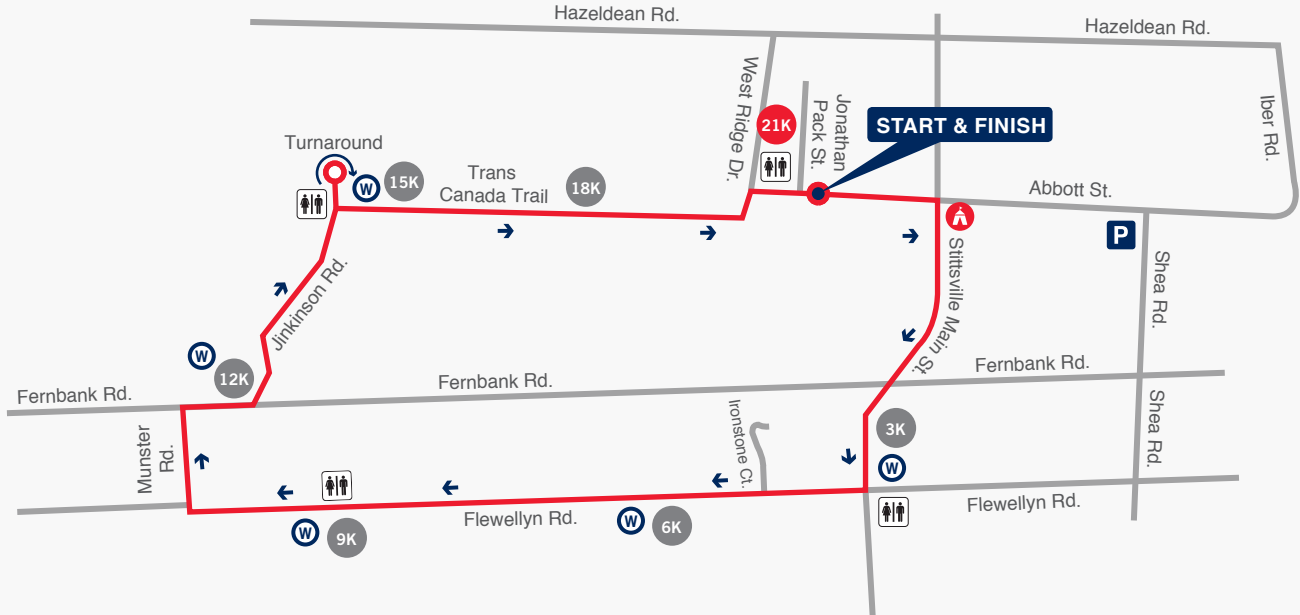 Hazeldean Rd.
Hazeldean Rd.
West Ridge Dr.
Jonathan
Pack St.
Iber Rd.
21K
START & FINISH
Turnaround
W
15K
Trans
Canada Trail
18K
Abbott St.
P
Stittsville Main St.
Shea Rd.
Jinkinson Rd.
W
12K
Fernbank Rd.
Fernbank Rd.
Fernbank Rd.
Ironstone Ct.
Shea Rd.
3K
W
Munster
Rd.
Flewellyn Rd.
Flewellyn Rd.
W
9K
W
6K